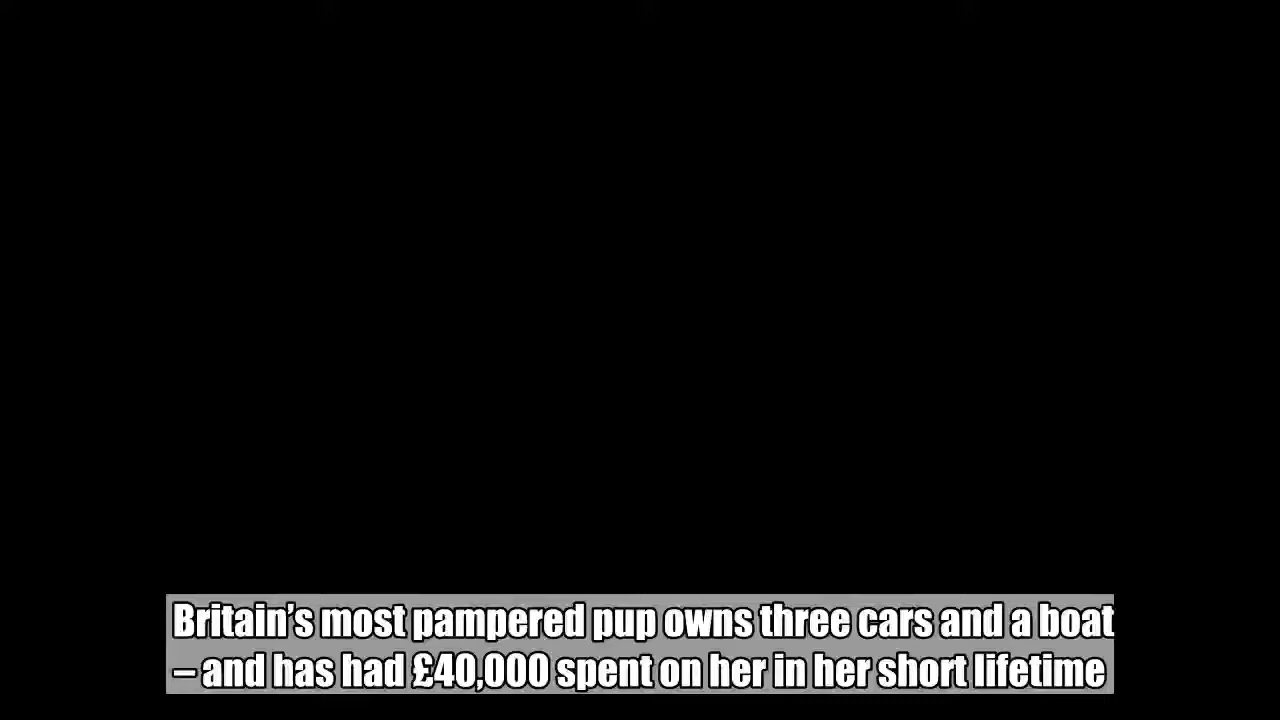 Britain’s most pampered pup owns three cars and a boat
– and has had £40,000 spent on her in her short lifetime